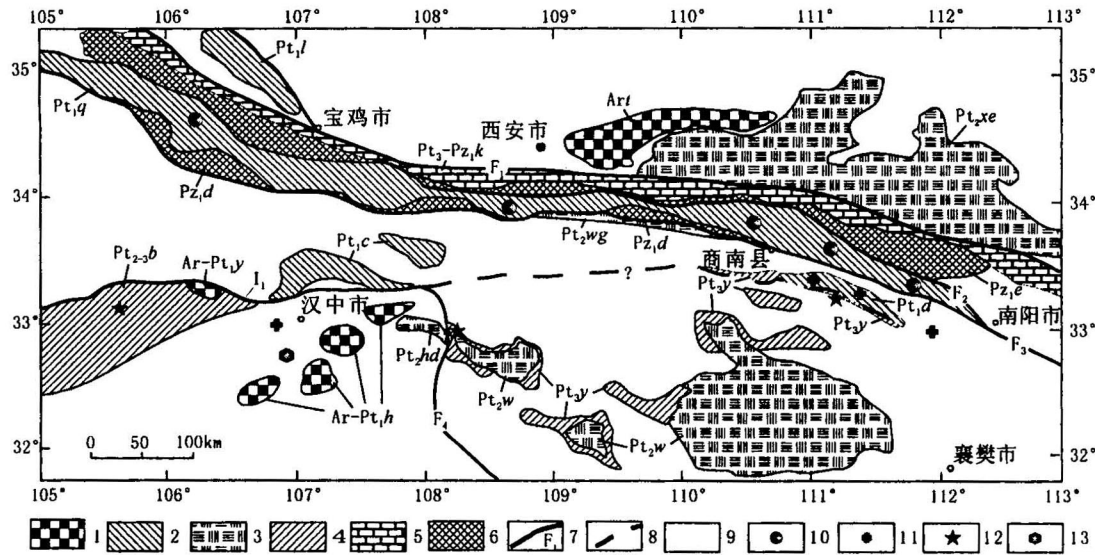 105° 106° 107° 108° 109° 110° 111° 112° 113°
35° 35°
Pt₁l
Pt₁q
宝鸡市
西安市
Art
Pt₂xe
Pt₃-Pz₁k
F₁
34° 34°
Pz₁d
Pt₂wg
Pz₁d
Pt₂₋₃b
Ar-Pt₁y
Pt₁c
商南县
I₁
?
汉中市
Pt₃y
Pt₁d
F₂
Pz₁e
南阳市
33° 33°
Pt₃y
F₃
Pt₂hd
Pt₂w
Pt₃y
Ar-Pt₁h
F₄
Pt₂w
0 50 100km
32° 32°
襄樊市
105° 106° 107° 108° 109° 110° 111° 112° 113°
1 2 3 4 5 6 F₁ 7 8 9 10 11 12 13